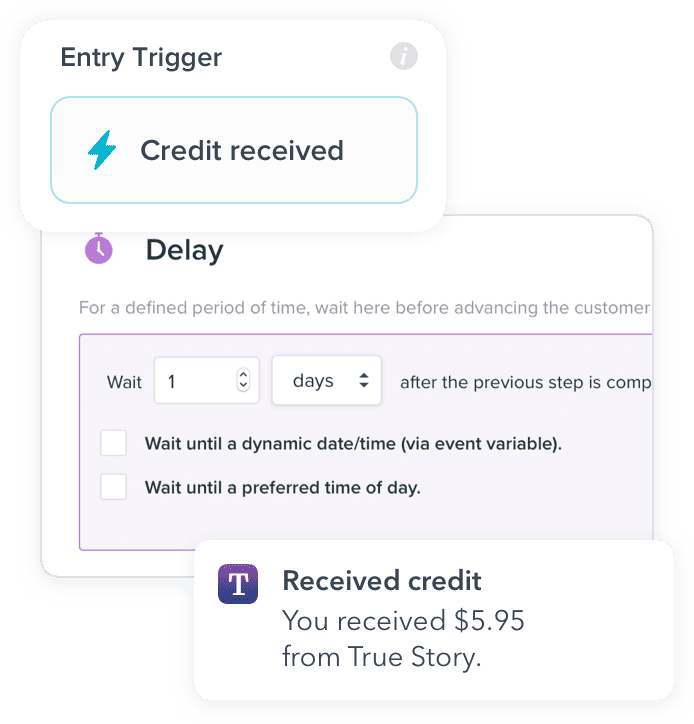 Entry Trigger
i
Credit received
Delay
For a defined period of time, wait here before advancing the customer
Wait 1 days after the previous step is comp
Wait until a dynamic date/time (via event variable).
Wait until a preferred time of day.
T
Received credit
You received $5.95
from True Story.